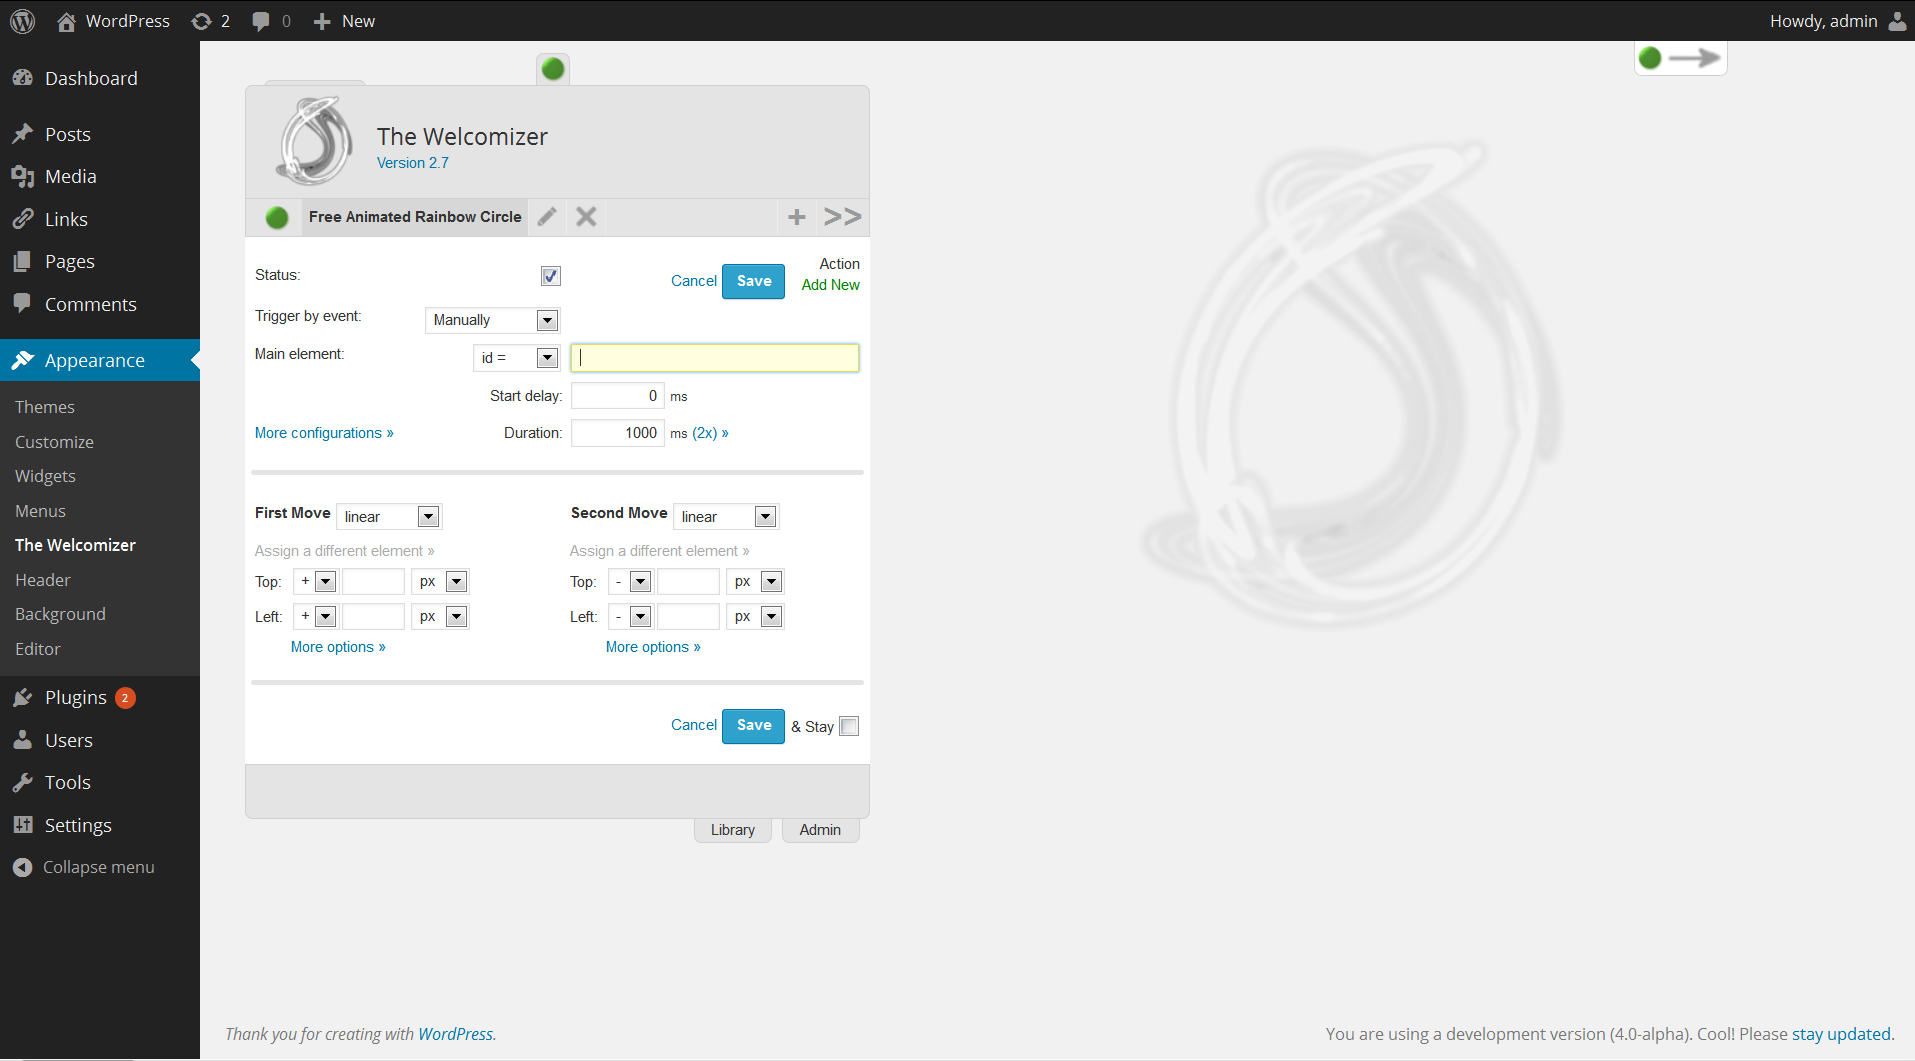 WordPress 2 0 New Howdy, admin
Dashboard
Posts
Media
Links
Pages
Comments
Appearance
Themes
Customize
Widgets
Menus
The Welcomizer
Header
Background
Editor
Plugins 2
Users
Tools
Settings
Collapse menu
The Welcomizer
Version 2.7
Free Animated Rainbow Circle + >>
Status: Cancel Save Action
Add New
Trigger by event: Manually
Main element: id =
Start delay: 0 ms
More configurations » Duration: 1000 ms (2x) »
First Move linear Second Move linear
Assign a different element » Assign a different element »
Top: + px Top: - px
Left: + px Left: - px
More options » More options »
Cancel Save & Stay
Library Admin
Thank you for creating with WordPress. You are using a development version (4.0-alpha). Cool! Please stay updated.